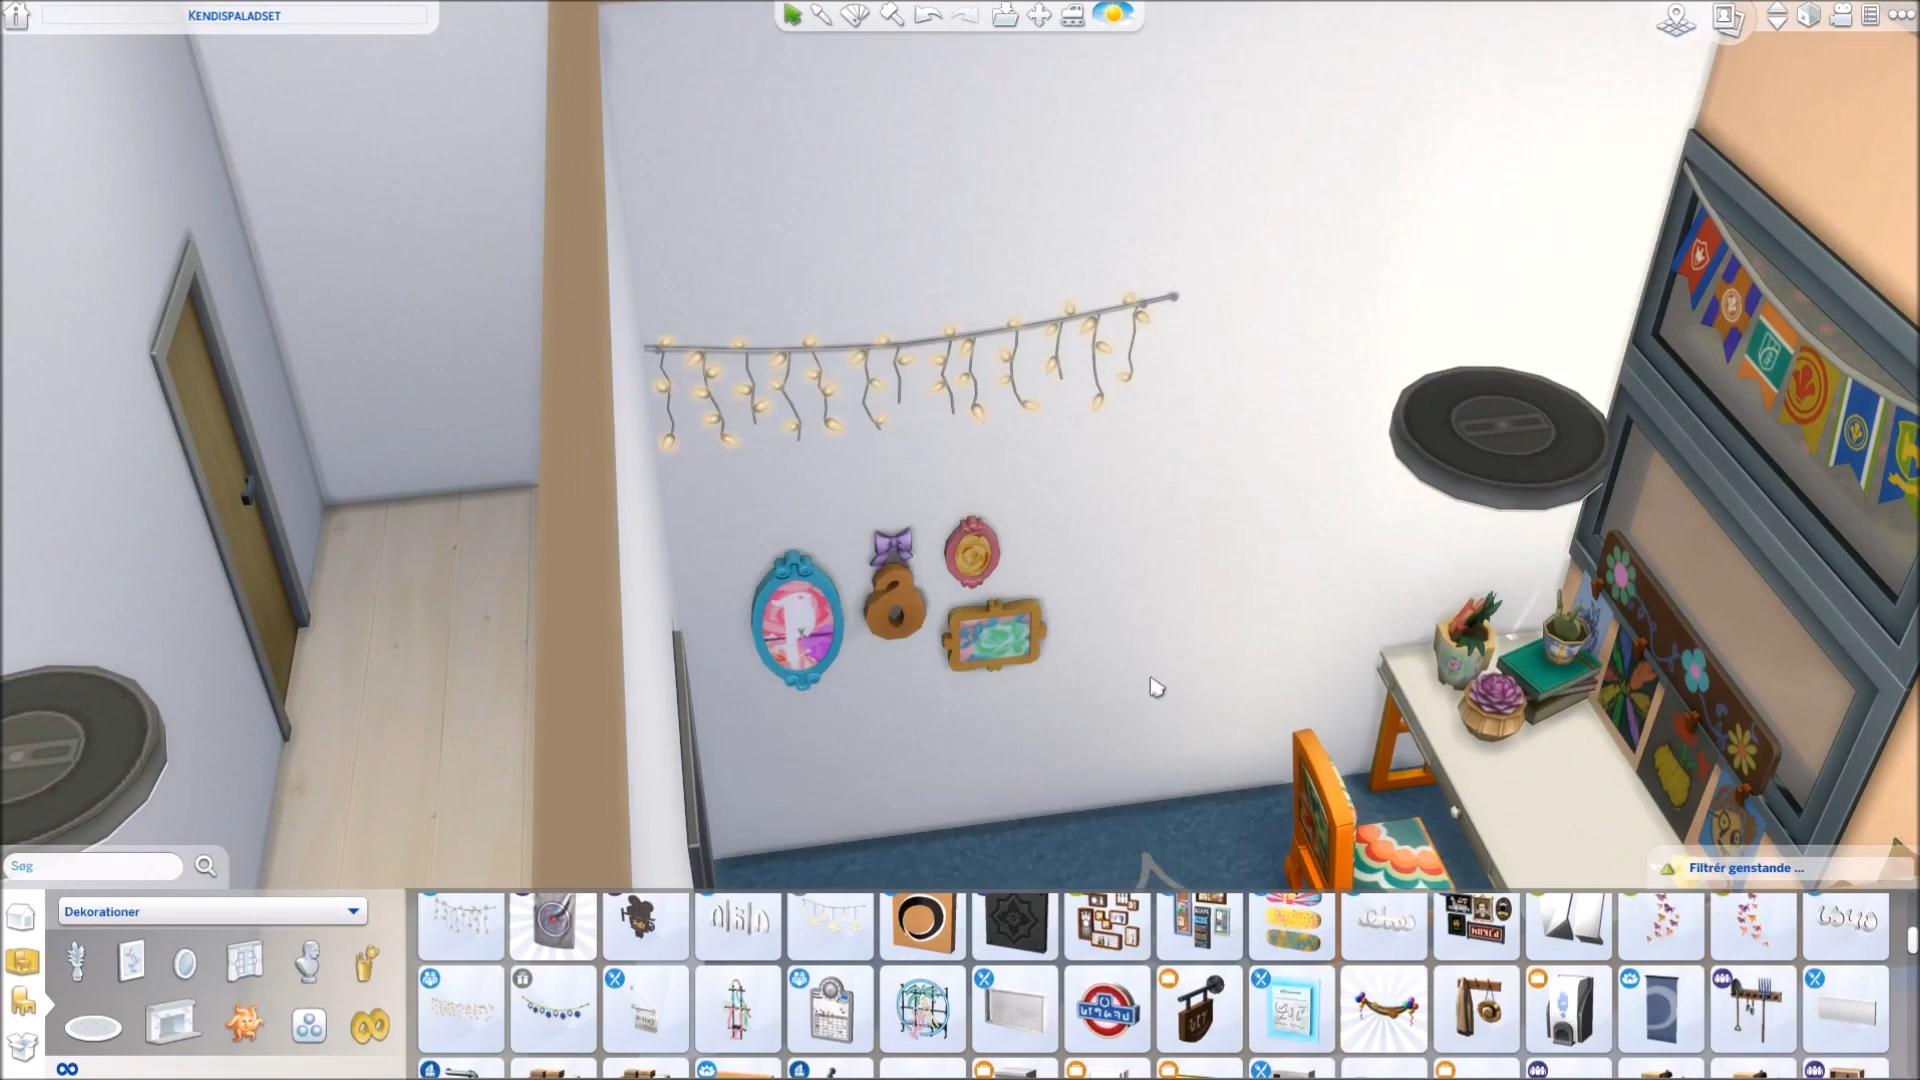 Kendispaladset
Søg
Filtrér genstande ...
Dekorationer